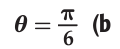 θ = π/6 (b